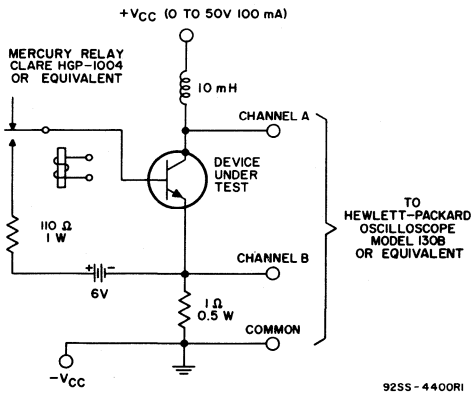 +VCC (0 TO 50V 100 mA)
MERCURY RELAY
CLARE HGP-1004
OR EQUIVALENT
10 mH
CHANNEL A
DEVICE
UNDER
TEST
TO
HEWLETT-PACKARD
OSCILLOSCOPE
MODEL 130B
OR EQUIVALENT
110 Ω
1 W
+ -
6V
CHANNEL B
1 Ω
0.5 W
COMMON
-VCC
92SS-4400R1